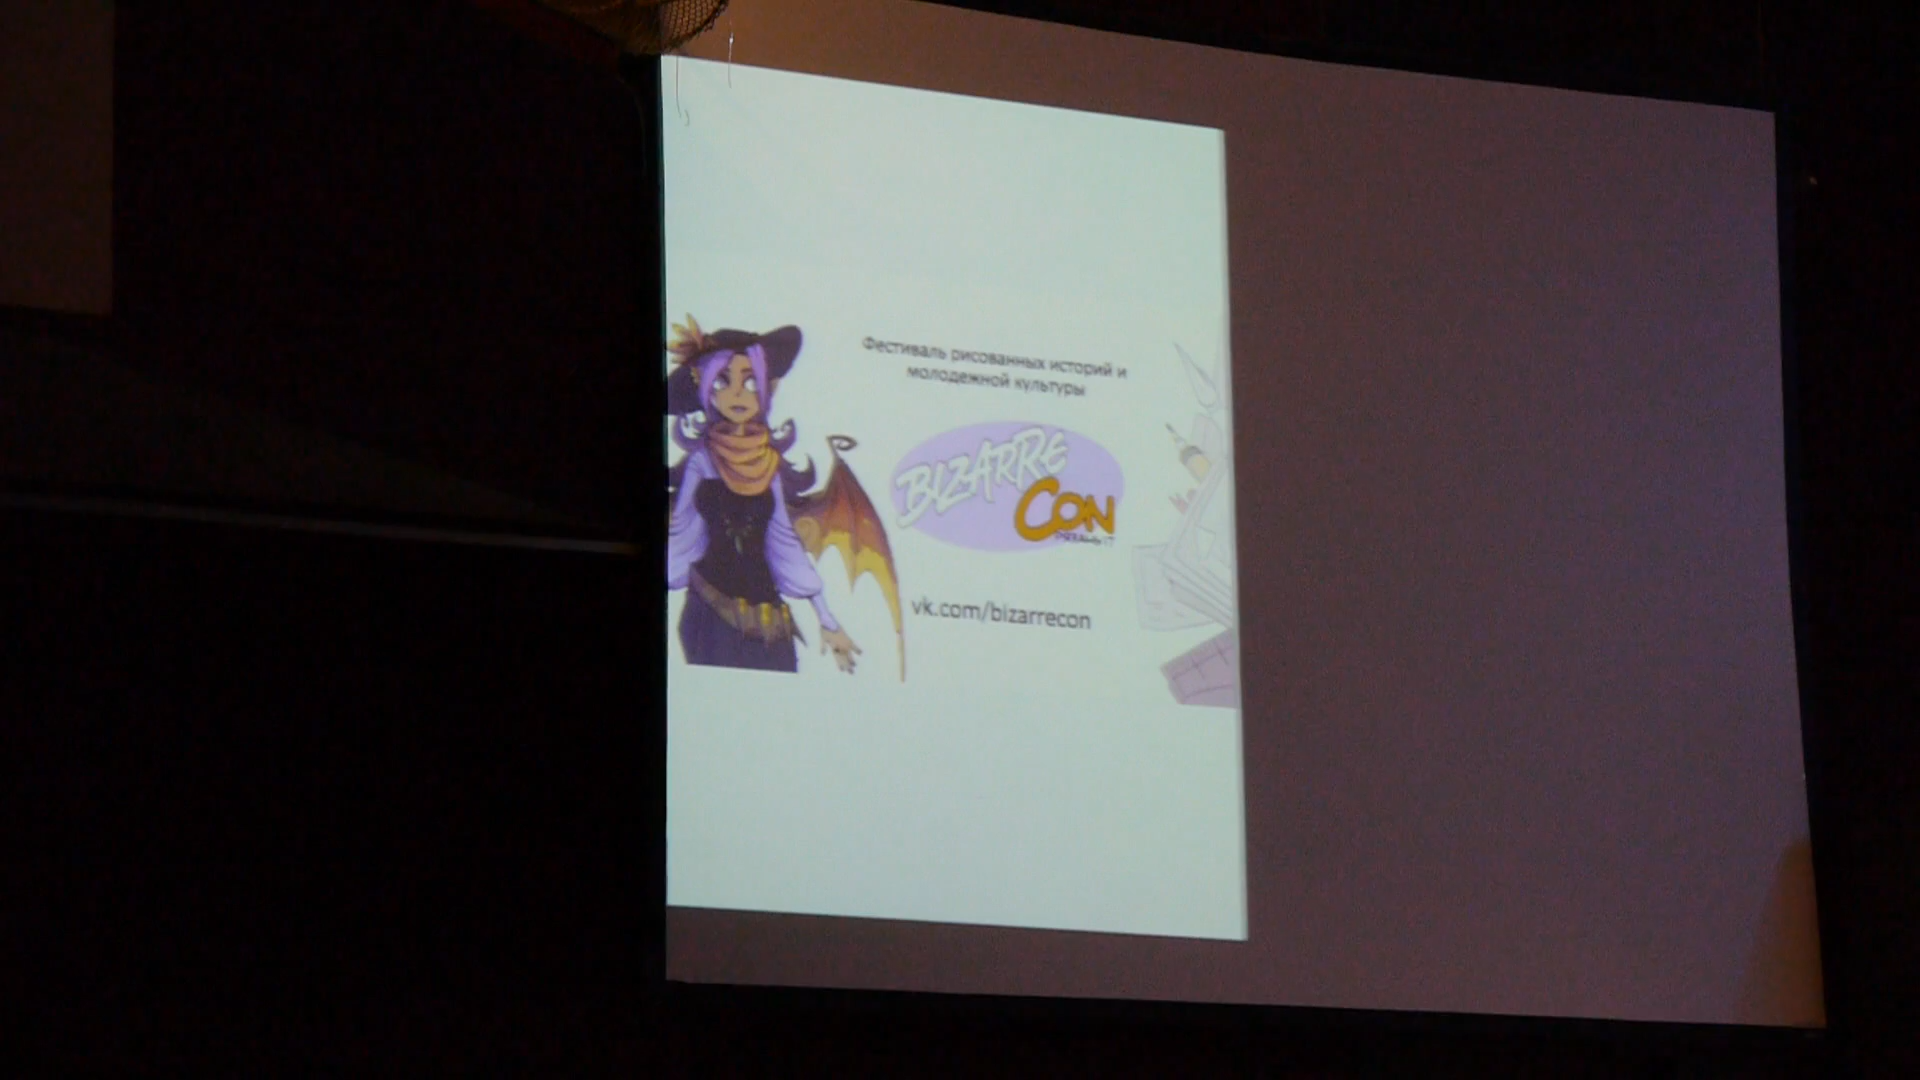 Фестиваль рисованных историй и
молодежной культуры
BIZARRE
CON
vk.com/bizarrecon